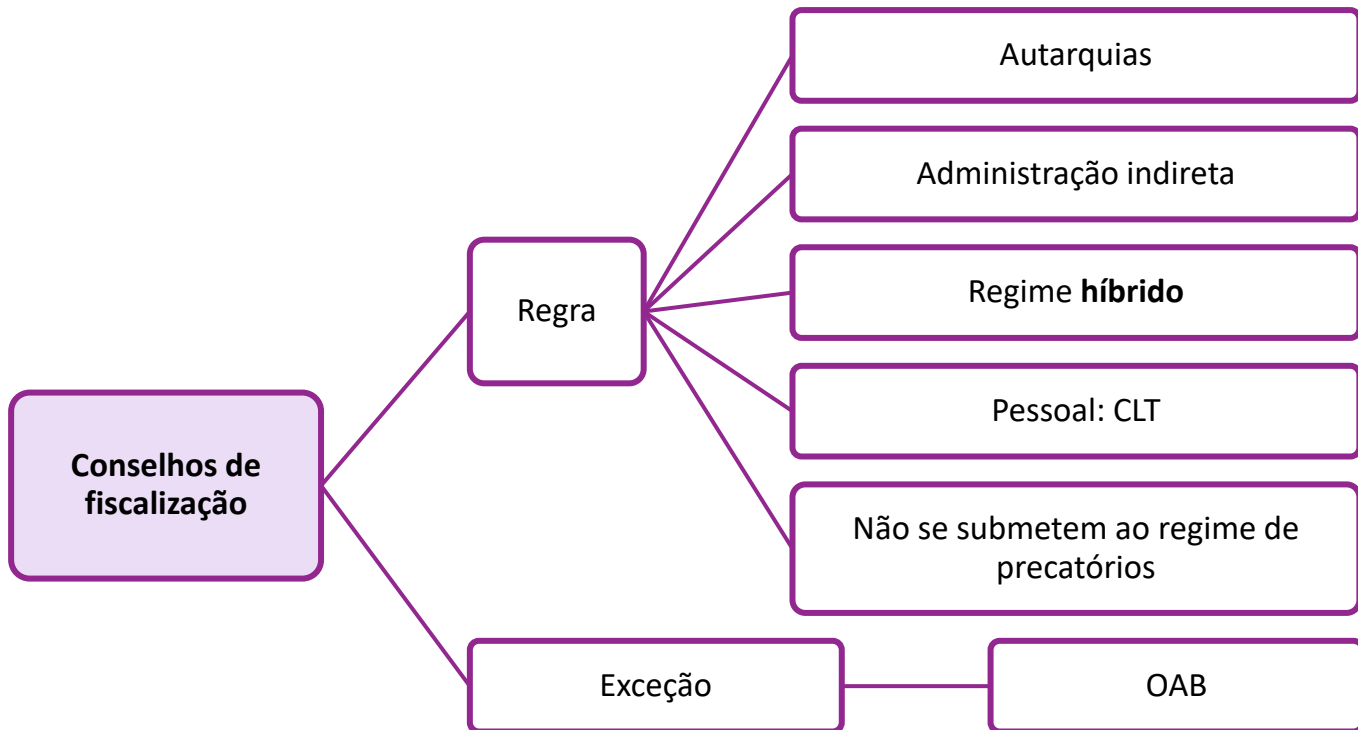 Autarquias
Administração indireta
Regra
Regime híbrido
Pessoal: CLT
Conselhos de
fiscalização
Não se submetem ao regime de
precatórios
Exceção
OAB